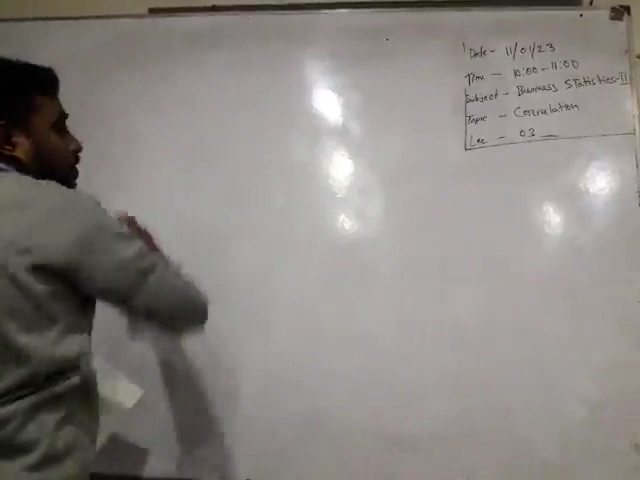 Date - 11/01/23
Time - 10:00 - 11:00
Subject - Business Statistics-II
Topic - Correlation
Lec - 03